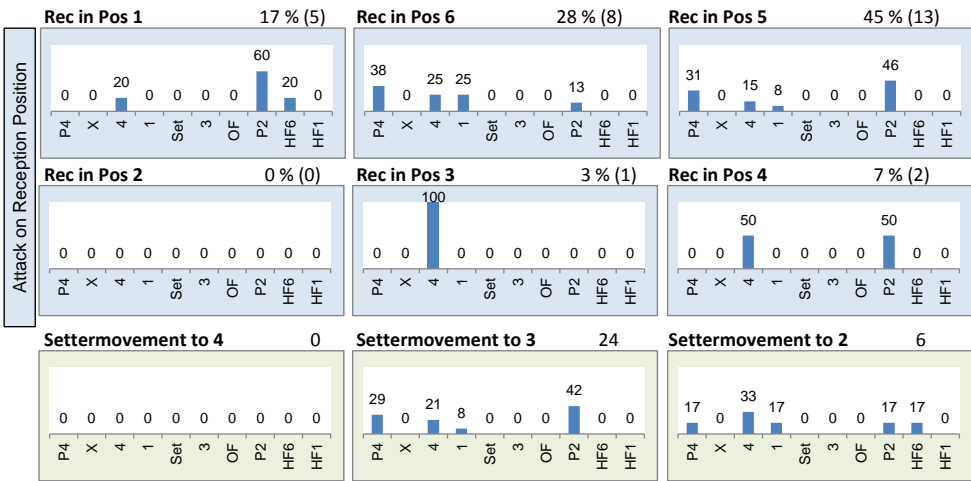 Attack on Reception Position
Rec in Pos 1 17 % (5)
0 0 20 0 0 0 0 60 20 0
P4 X 4 1 Set 3 OF P2 HF6 HF1
Rec in Pos 6 28 % (8)
38 0 25 25 0 0 0 13 0 0
P4 X 4 1 Set 3 OF P2 HF6 HF1
Rec in Pos 5 45 % (13)
31 0 15 8 0 0 0 46 0 0
P4 X 4 1 Set 3 OF P2 HF6 HF1
Rec in Pos 2 0 % (0)
0 0 0 0 0 0 0 0 0 0
P4 X 4 1 Set 3 OF P2 HF6 HF1
Rec in Pos 3 3 % (1)
0 0 100 0 0 0 0 0 0 0
P4 X 4 1 Set 3 OF P2 HF6 HF1
Rec in Pos 4 7 % (2)
0 0 50 0 0 0 0 50 0 0
P4 X 4 1 Set 3 OF P2 HF6 HF1
Settermovement to 4 0
0 0 0 0 0 0 0 0 0 0
P4 X 4 1 Set 3 OF P2 HF6 HF1
Settermovement to 3 24
29 0 21 8 0 0 0 42 0 0
P4 X 4 1 Set 3 OF P2 HF6 HF1
Settermovement to 2 6
17 0 33 17 0 0 0 17 17 0
P4 X 4 1 Set 3 OF P2 HF6 HF1